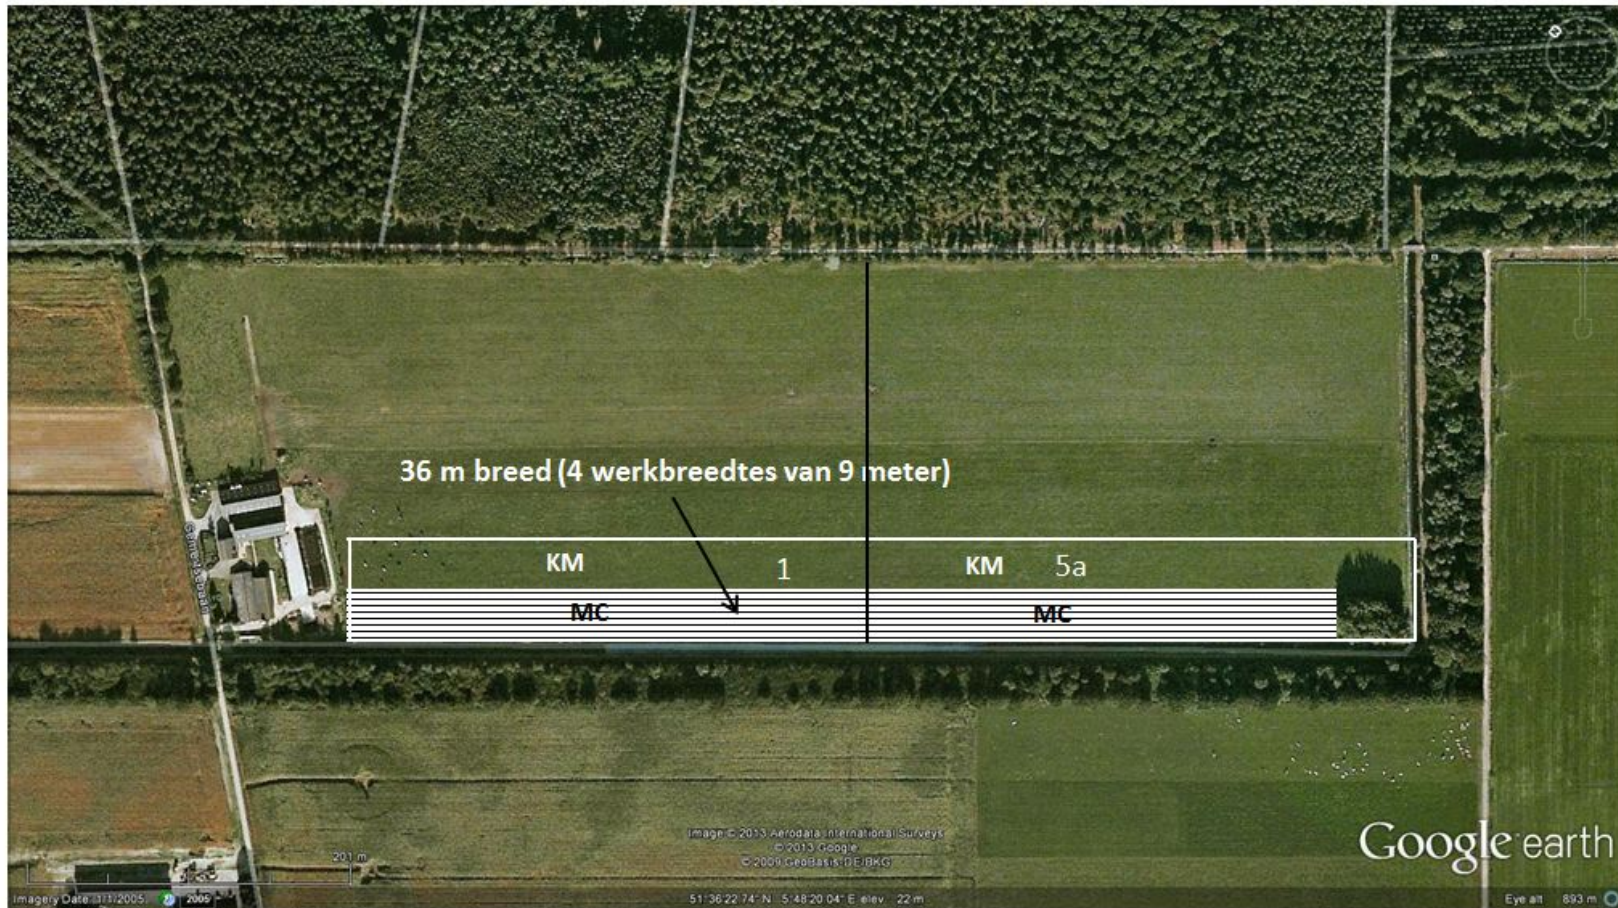 36 m breed (4 werkbreedtes van 9 meter)
KM 1 KM 5a
MC MC
Image © 2013 Aerodata International Surveys
© 2013 Google
© 2009 GeoBasis-DE/BKG
Google earth
201 m
Imagery Date: 1/1/2005 2005 51°36'22.74" N 5°48'20.04" E elev 22 m Eye alt 893 m